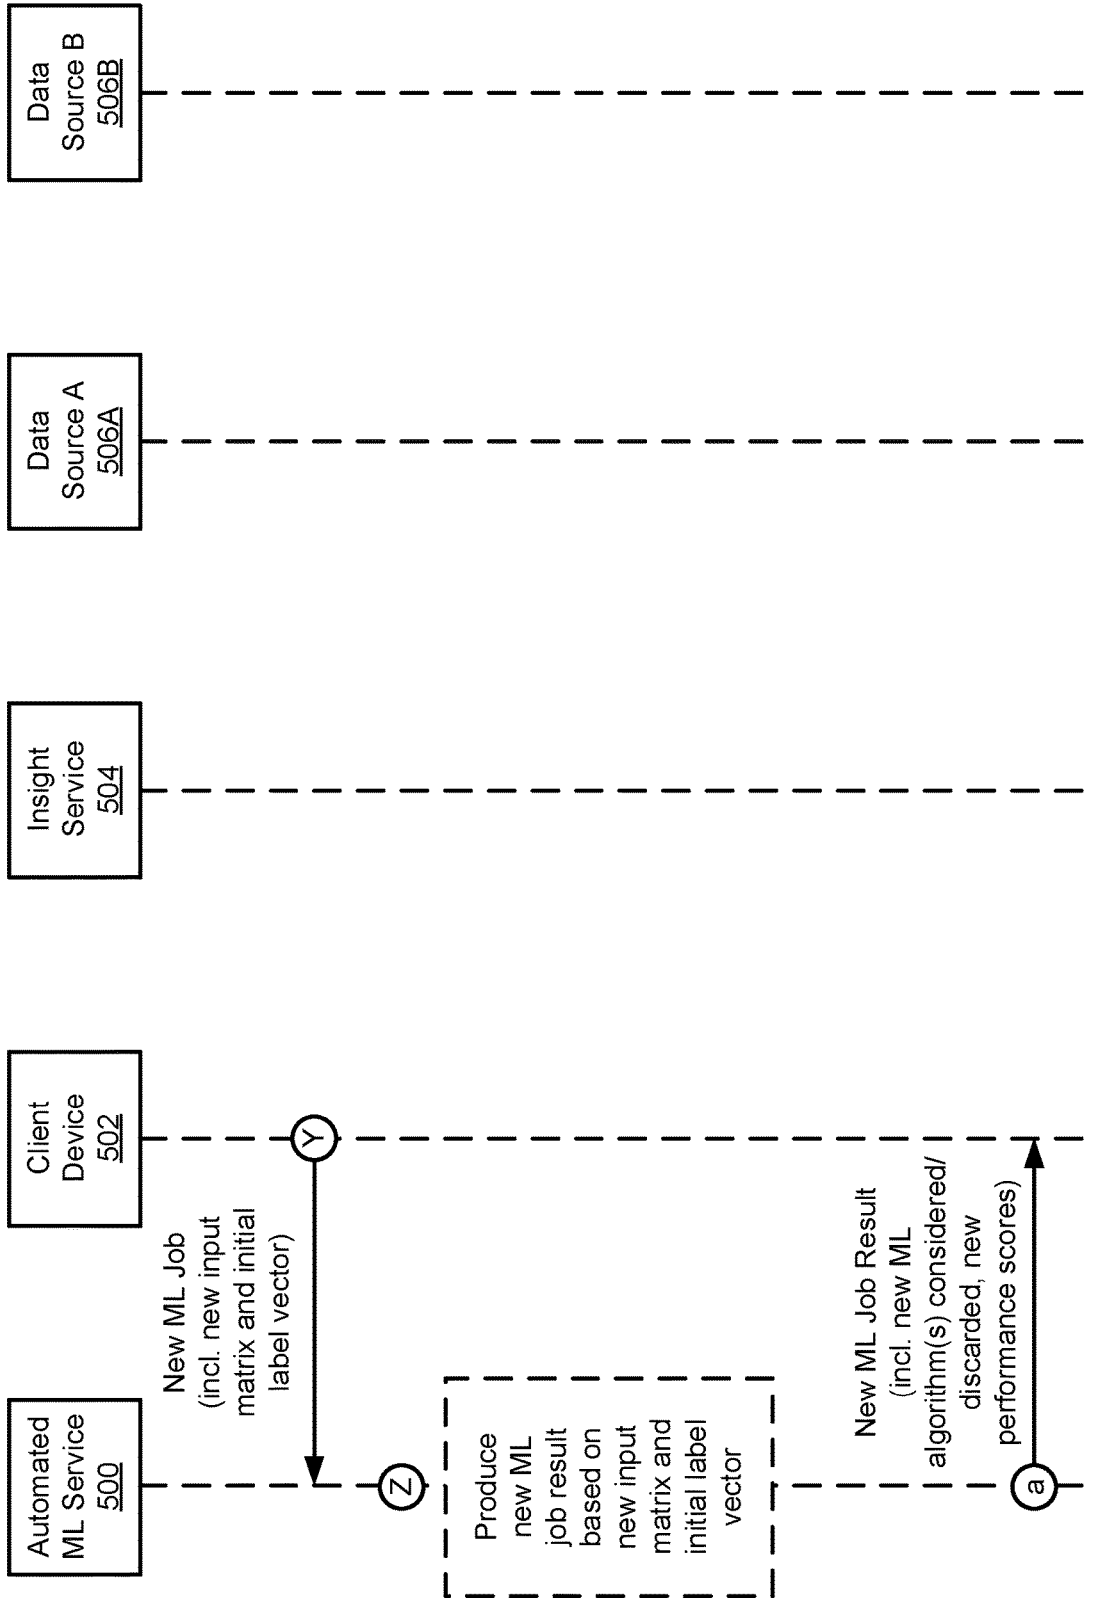 Automated
ML Service
500
Client
Device
502
Insight
Service
504
Data
Source A
506A
Data
Source B
506B
New ML Job
(incl. new input
matrix and initial
label vector)
Y
Z
Produce
new ML
job result
based on
new input
matrix and
initial label
vector
New ML Job Result
(incl. new ML
algorithm(s) considered/
discarded, new
performance scores)
a